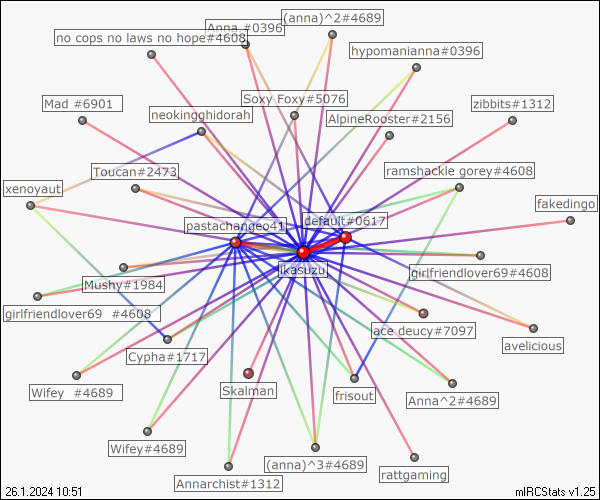 (anna)^2#4689
Anna #0396
no cops no laws no hope#4608
hypomanianna#0396
Soxy Foxy#5076
Mad #6901
zibbits#1312
neokingghidorah
AlpineRooster#2156
Toucan#2473
ramshackle gorey#4608
xenoyaut
fakedingo
default#0617
pastachangeo41
ikasuzu
girlfriendlover69#4608
Mushy#1984
girlfriendlover69 #4608
ace deucy#7097
avelicious
Cypha#1717
Wifey #4689
Skalman
frisout
Anna^2#4689
Wifey#4689
(anna)^3#4689
rattgaming
Annarchist#1312
26.1.2024 10:51
mIRCStats v1.25